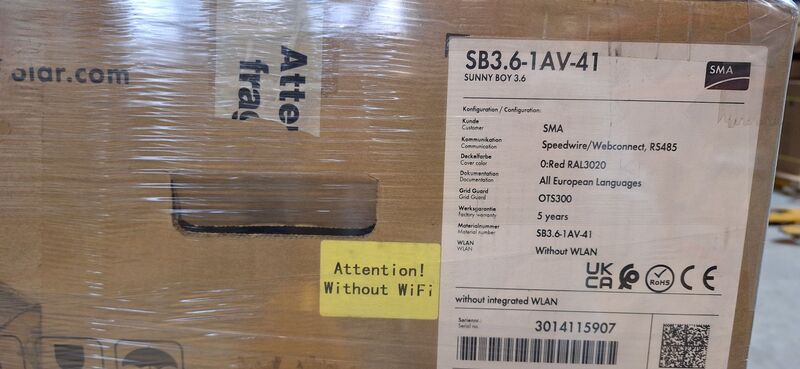 olar.com
Atte
frag
SB3.6-1AV-41
SUNNY BOY 3.6
SMA
Konfiguration / Configuration:
Kunde
Customer
SMA
Kommunikation
Communication
Speedwire/Webconnect, RS485
Deckelfarbe
Cover color
0:Red RAL3020
Dokumentation
Documentation
All European Languages
Grid Guard
Grid Guard
OTS300
Werksgarantie
Factory warranty
5 years
Materialnummer
Material number
SB3.6-1AV-41
WLAN
WLAN
Without WLAN
UK
CA
RoHS
CE
Attention!
Without WiFi
without integrated WLAN
Seriennr.:
Serial no.
3014115907